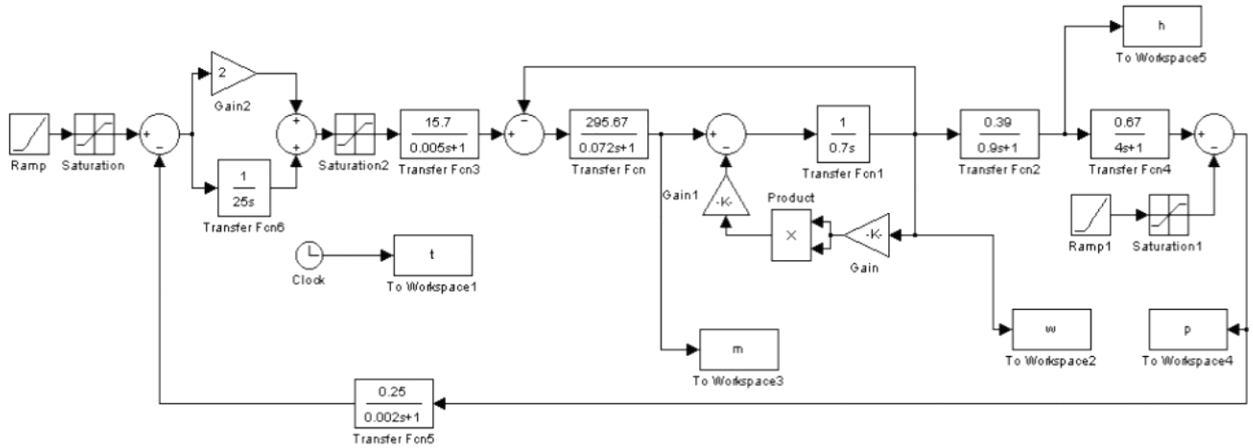 h
To Workspace5
2
Gain2
+
−
Ramp
Saturation
+
+
Saturation2
15.7
0.005s+1
Transfer Fcn3
−
+
295.67
0.072s+1
Transfer Fcn
+
−
1
0.7s
Transfer Fcn1
0.39
0.9s+1
Transfer Fcn2
0.67
4s+1
Transfer Fcn4
+
−
1
25s
Transfer Fcn6
Gain1
-K-
Product
×
-K-
Gain
Ramp1
Saturation1
Clock
t
To Workspace1
m
To Workspace3
w
To Workspace2
p
To Workspace4
0.25
0.002s+1
Transfer Fcn5